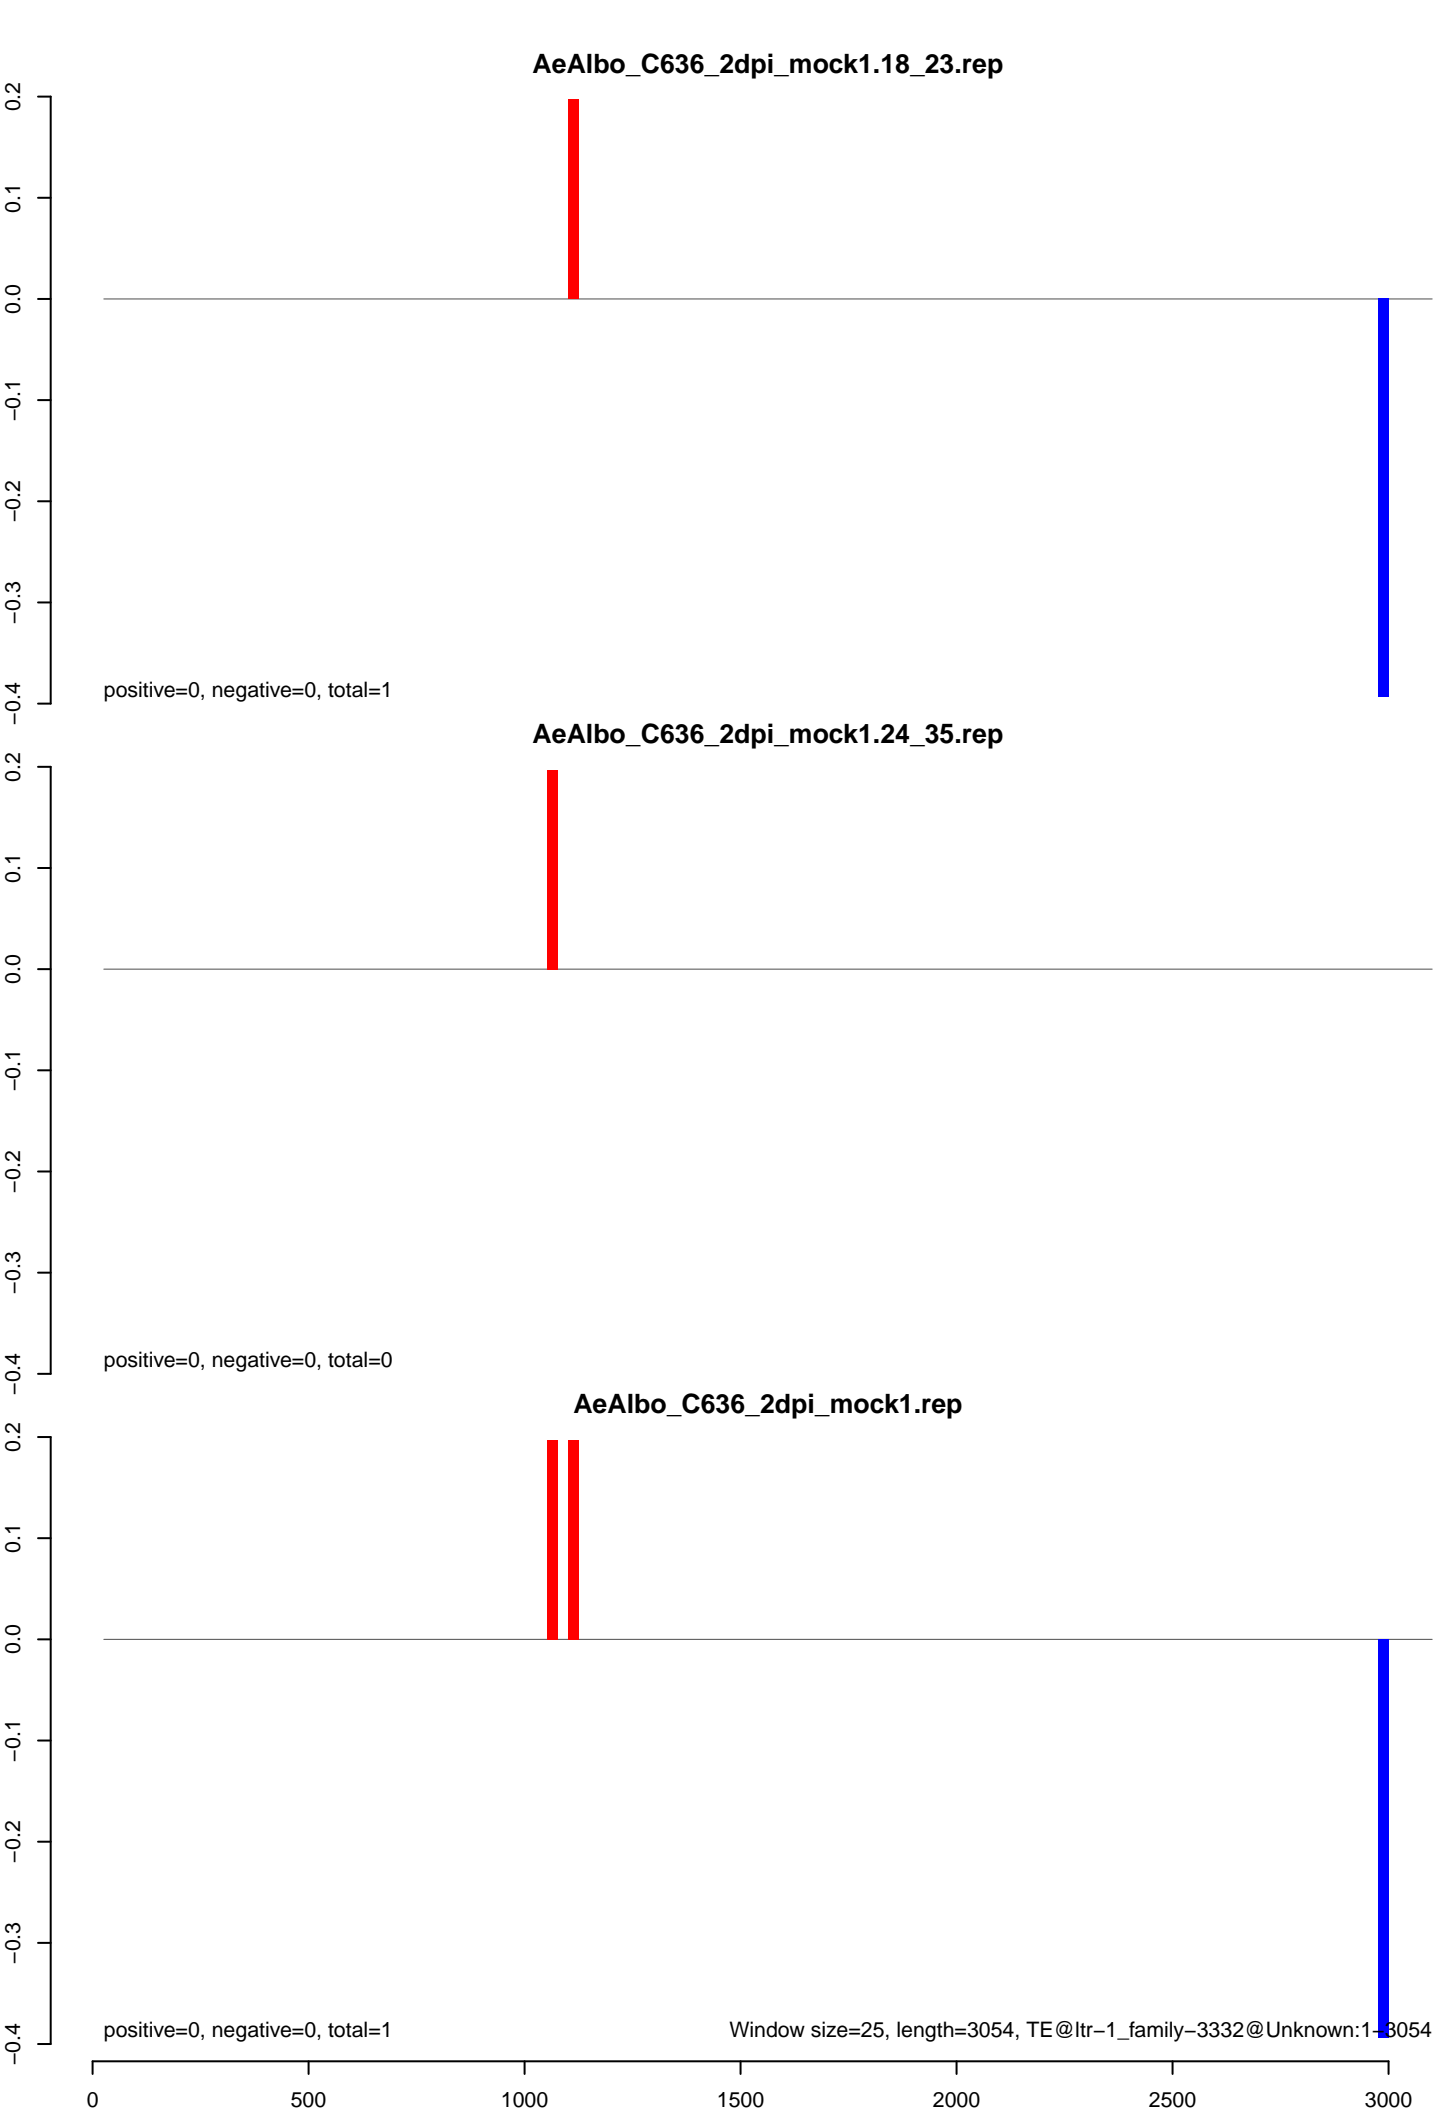 AeAlbo_C636_2dpi_mock1.18_23.rep
0.2
0.1
0.0
−0.1
−0.2
−0.3
−0.4
positive=0, negative=0, total=1
AeAlbo_C636_2dpi_mock1.24_35.rep
0.2
0.1
0.0
−0.1
−0.2
−0.3
−0.4
positive=0, negative=0, total=0
AeAlbo_C636_2dpi_mock1.rep
0.2
0.1
0.0
−0.1
−0.2
−0.3
−0.4
positive=0, negative=0, total=1
Window size=25, length=3054, TE@ltr−1_family−3332@Unknown:1−3054
0 500 1000 1500 2000 2500 3000